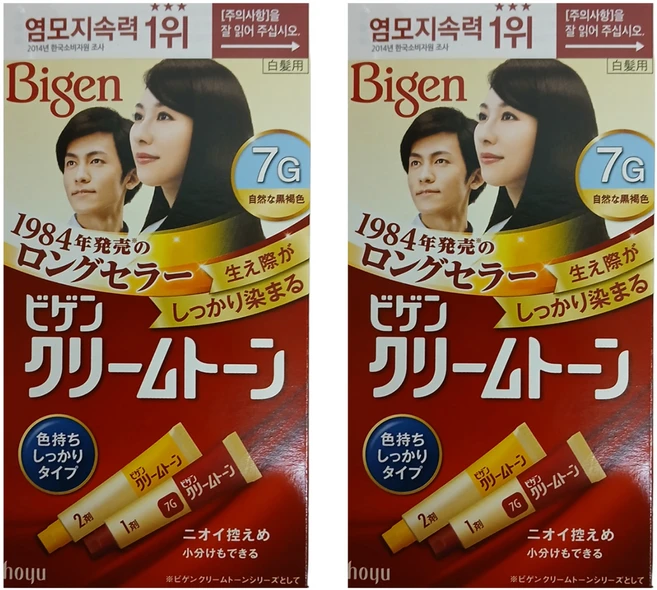 염모지속력 1위
2014년 한국소비자원 조사
[주의사항]을
잘 읽어 주십시오.
白髪用
Bigen
7G
自然な黒褐色
1984年発売の
ロングセラー
生え際が
しっかり染まる
ビゲン
クリームトーン
色持ち
しっかり
タイプ
2剤
ビゲン
クリームトーン
1剤
7G
ビゲン
クリームトーン
ニオイ控えめ
小分けもできる
hoyu
※ビゲンクリームトーンシリーズとして
염모지속력 1위
2014년 한국소비자원 조사
[주의사항]을
잘 읽어 주십시오.
白髪用
Bigen
7G
自然な黒褐色
1984年発売の
ロングセラー
生え際が
しっかり染まる
ビゲン
クリームトーン
色持ち
しっかり
タイプ
2剤
ビゲン
クリームトーン
1剤
7G
ビゲン
クリームトーン
ニオイ控えめ
小分けもできる
hoyu
※ビゲンクリームトーンシリーズとして